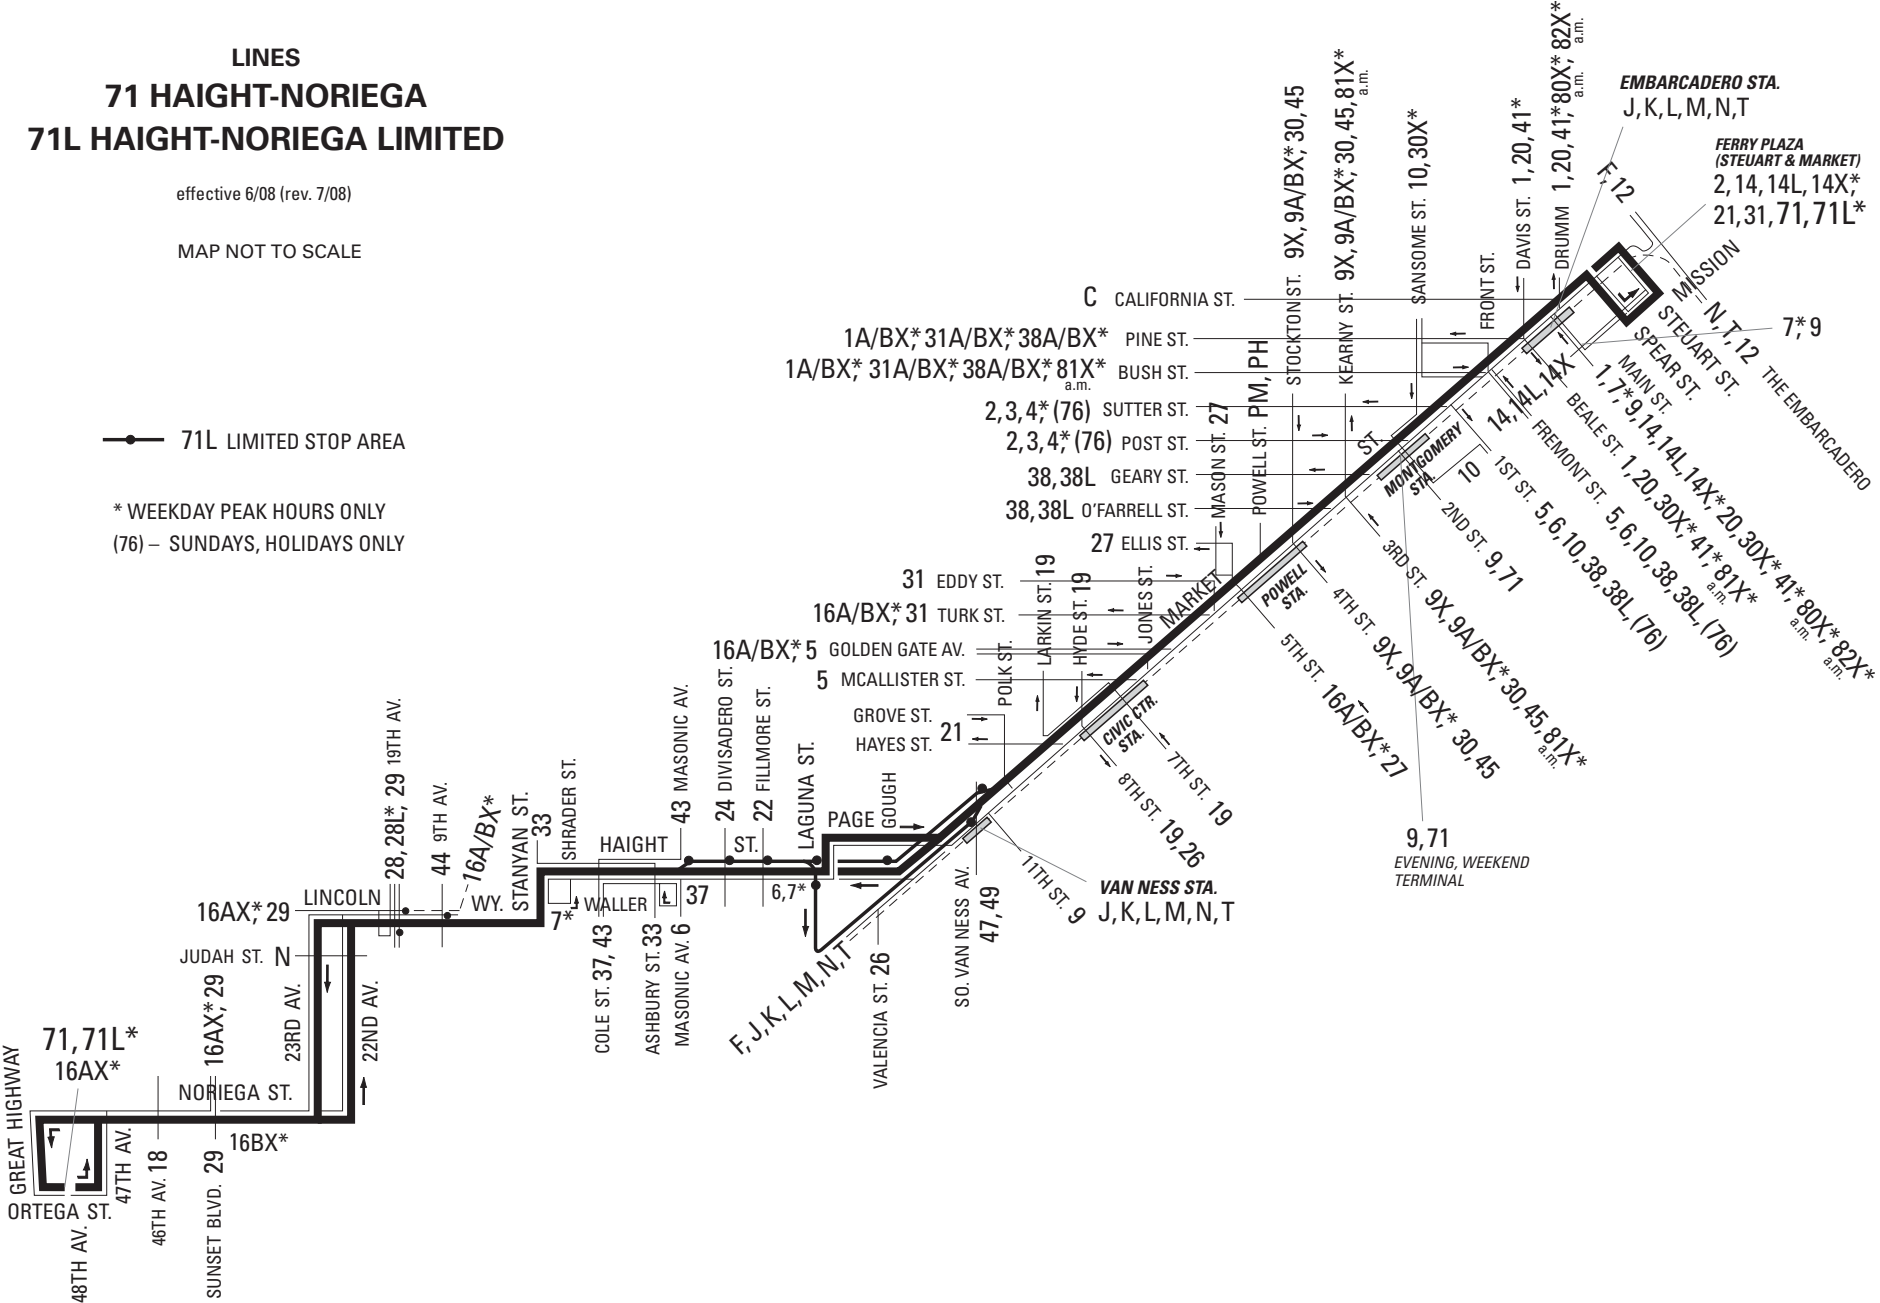 LINES
71 HAIGHT-NORIEGA
71L HAIGHT-NORIEGA LIMITED
effective 6/08 (rev. 7/08)
MAP NOT TO SCALE
71L LIMITED STOP AREA
* WEEKDAY PEAK HOURS ONLY
(76) – SUNDAYS, HOLIDAYS ONLY
C CALIFORNIA ST.
1A/BX,* 31A/BX,* 38A/BX* PINE ST.
1A/BX,* 31A/BX,* 38A/BX,* 81X* BUSH ST.
a.m.
2, 3, 4,* (76) SUTTER ST.
2, 3, 4,* (76) POST ST.
38, 38L GEARY ST.
38, 38L O'FARRELL ST.
27 ELLIS ST.
31 EDDY ST.
16A/BX,* 31 TURK ST.
16A/BX,* 5 GOLDEN GATE AV.
5 MCALLISTER ST.
GROVE ST.
21
HAYES ST.
POLK ST.
LARKIN ST. 19
HYDE ST. 19
JONES ST.
MASON ST. 27
POWELL ST. PM, PH
STOCKTON ST. 9X, 9A/BX* 30, 45
KEARNY ST. 9X, 9A/BX* 30, 45, 81X*
a.m.
SANSOME ST. 10, 30X*
FRONT ST.
DAVIS ST. 1, 20, 41*
DRUMM 1, 20, 41* 80X* 82X*
a.m. a.m.
EMBARCADERO STA.
J, K, L, M, N, T
FERRY PLAZA
(STEUART & MARKET)
2, 14, 14L, 14X,*
21, 31, 71, 71L*
F, 12
MISSION
N, T, 12
THE EMBARCADERO
7,* 9
STEUART ST.
SPEAR ST.
MAIN ST.
1, 7,* 9, 14, 14L, 14X* 20, 30X* 41* 80X* 82X*
a.m. a.m.
BEALE ST. 1, 20, 30X* 41* 81X*
a.m.
14, 14L, 14X
FREMONT ST. 5, 6, 10, 38, 38L, (76)
1ST ST. 5, 6, 10, 38, 38L, (76)
10
MONTGOMERY
STA.
2ND ST. 9, 71
3RD ST. 9X, 9A/BX,* 30, 45, 81X*
a.m.
4TH ST. 9X, 9A/BX,* 30, 45
5TH ST. 16A/BX,* 27
POWELL
STA.
MARKET ST.
CIVIC CTR.
STA.
7TH ST. 19
8TH ST. 19, 26
9, 71
EVENING, WEEKEND
TERMINAL
11TH ST. 9
VAN NESS STA.
J, K, L, M, N, T
SO. VAN NESS AV.
47, 49
VALENCIA ST. 26
F, J, K, L, M, N, T
PAGE
GOUGH
LAGUNA ST.
22 FILLMORE ST.
24 DIVISADERO ST.
43 MASONIC AV.
HAIGHT ST.
6, 7*
37
WALLER
7*
SHRADER ST.
33
STANYAN ST.
COLE ST. 37, 43
ASHBURY ST. 33
MASONIC AV. 6
16A/BX*
44 9TH AV.
28, 28L* 29 19TH AV.
LINCOLN WY.
16AX,* 29
JUDAH ST. N
23RD AV.
22ND AV.
16AX* 29
NORIEGA ST.
16BX*
71, 71L*
16AX*
GREAT HIGHWAY
ORTEGA ST.
48TH AV.
47TH AV.
46TH AV. 18
SUNSET BLVD. 29